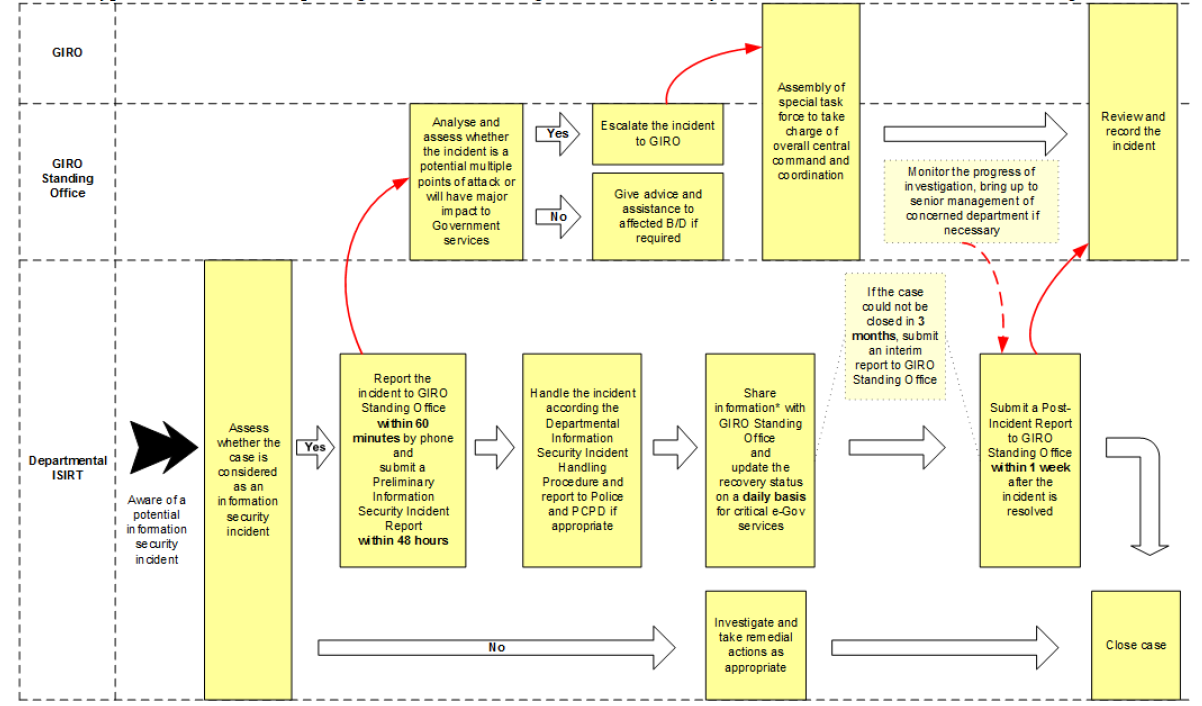 GIRO
GIRO
Standing
Office
Departmental
ISIRT
Aware of a
potential
information
security
incident
Assess
whether the
case is
considered
as an
information
security
incident
Yes
Report the
incident to GIRO
Standing Office
within 60
minutes by phone
and
submit a
Preliminary
Information
Security Incident
Report
within 48 hours
Analyse and
assess whether
the incident is a
potential multiple
points of attack or
will have major
impact to
Government
services
Yes
Escalate the incident
to GIRO
No
Give advice and
assistance to
affected B/D if
required
Assembly of
special task
force to take
charge of
overall central
command and
coordination
Monitor the progress of
investigation, bring up to
senior management of
concerned department if
necessary
Review and
record the
incident
Handle the incident
according the
Departmental
Information
Security Incident
Handling
Procedure and
report to Police
and PCPD if
appropriate
Share
information* with
GIRO Standing
Office
and
update the
recovery status
on a daily basis
for critical e-Gov
services
If the case
could not be
closed in 3
months, submit
an interim
report to GIRO
Standing Office
Submit a Post-
Incident Report
to GIRO
Standing Office
within 1 week
after the
incident is
resolved
No
Investigate and
take remedial
actions as
appropriate
Close case